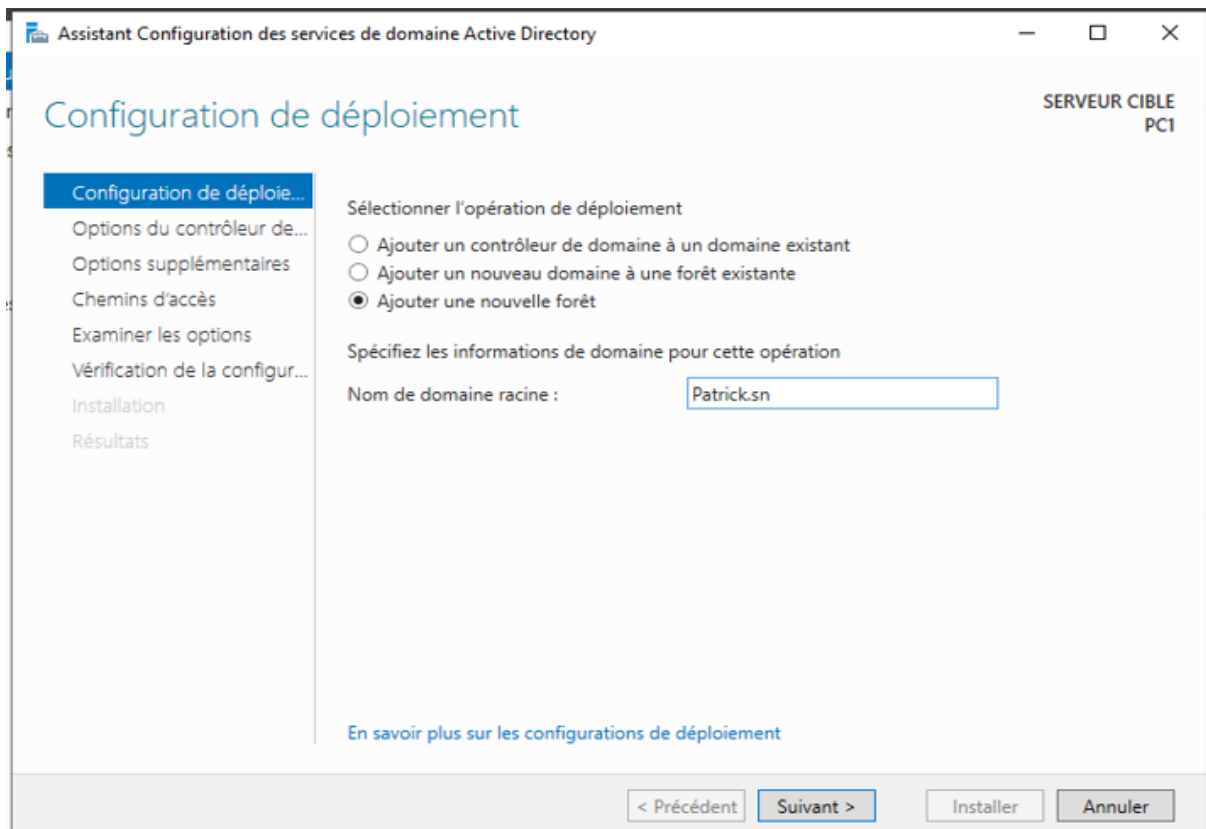 Assistant Configuration des services de domaine Active Directory
Configuration de déploiement
SERVEUR CIBLE
PC1
Configuration de déploie...
Options du contrôleur de...
Options supplémentaires
Chemins d'accès
Examiner les options
Vérification de la configur...
Installation
Résultats
Sélectionner l'opération de déploiement
Ajouter un contrôleur de domaine à un domaine existant
Ajouter un nouveau domaine à une forêt existante
Ajouter une nouvelle forêt
Spécifiez les informations de domaine pour cette opération
Nom de domaine racine : Patrick.sn
En savoir plus sur les configurations de déploiement
< Précédent Suivant > Installer Annuler